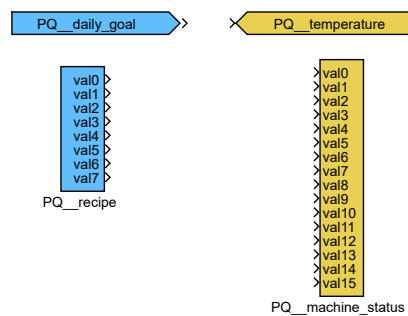 PQ__daily_goal
PQ__temperature
val0
val1
val2
val3
val4
val5
val6
val7
PQ__recipe
val0
val1
val2
val3
val4
val5
val6
val7
val8
val9
val10
val11
val12
val13
val14
val15
PQ__machine_status